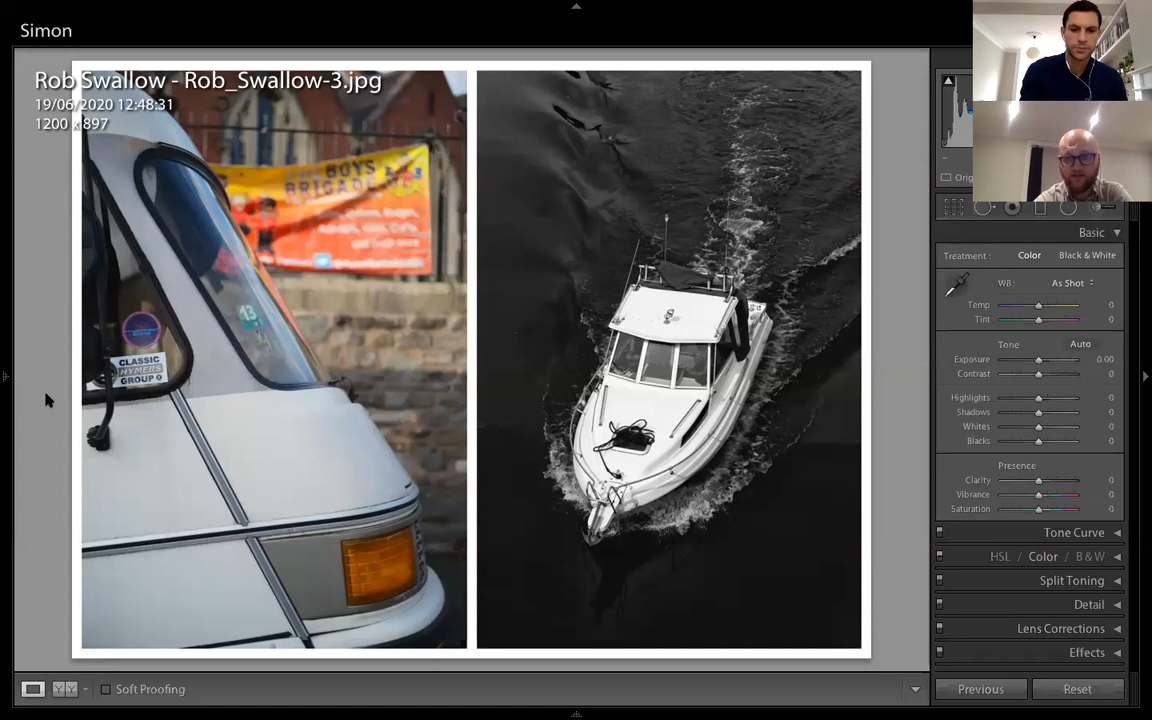 Simon
Rob Swallow - Rob_Swallow-3.jpg
19/06/2020 12:48:31
1200 x 897
BOYS
BRIGADE
13
CLASSIC
HYMERS
GROUP
Orig
Basic
Treatment :
Color
Black & White
WB:
As Shot
Temp
0
Tint
0
Tone
Auto
Exposure
0.00
Contrast
0
Highlights
0
Shadows
0
Whites
0
Blacks
0
Presence
Clarity
0
Vibrance
0
Saturation
0
Tone Curve
HSL / Color / B & W
Split Toning
Detail
Lens Corrections
Effects
Soft Proofing
Previous
Reset